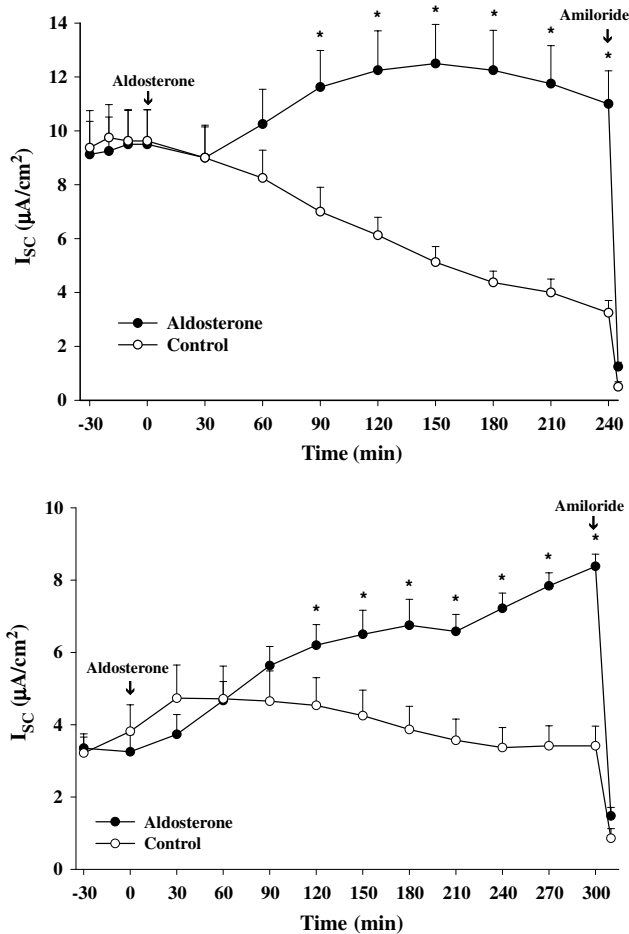 14
Amiloride
* * * * * *
12
Aldosterone
10
8
I_SC (µA/cm²)
6
4
Aldosterone
Control
2
0
-30 0 30 60 90 120 150 180 210 240
Time (min)
10
Amiloride
* * * * * * *
8
Aldosterone
6
I_SC (µA/cm²)
4
2
Aldosterone
Control
0
-30 0 30 60 90 120 150 180 210 240 270 300
Time (min)